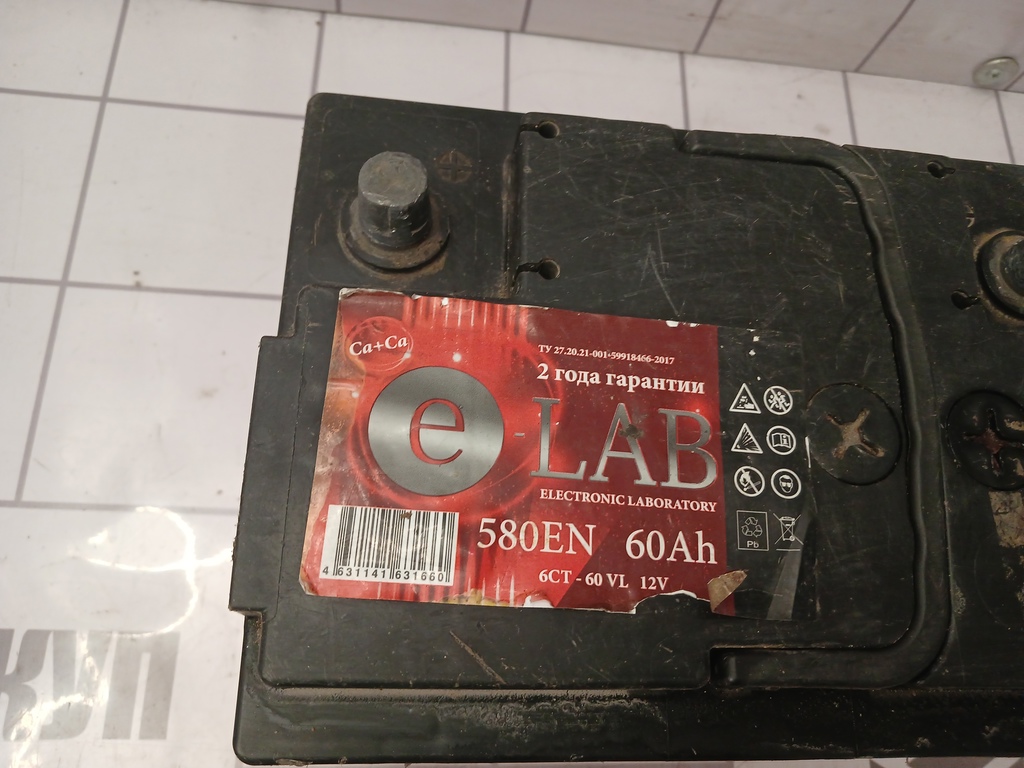 Ca+Ca
ТУ 27.20.21-001-59918466-2017
2 года гарантии
e-LAB
ELECTRONIC LABORATORY
580EN 60Ah
6СТ - 60 VL 12V
4 631141 631660
Pb
КУП